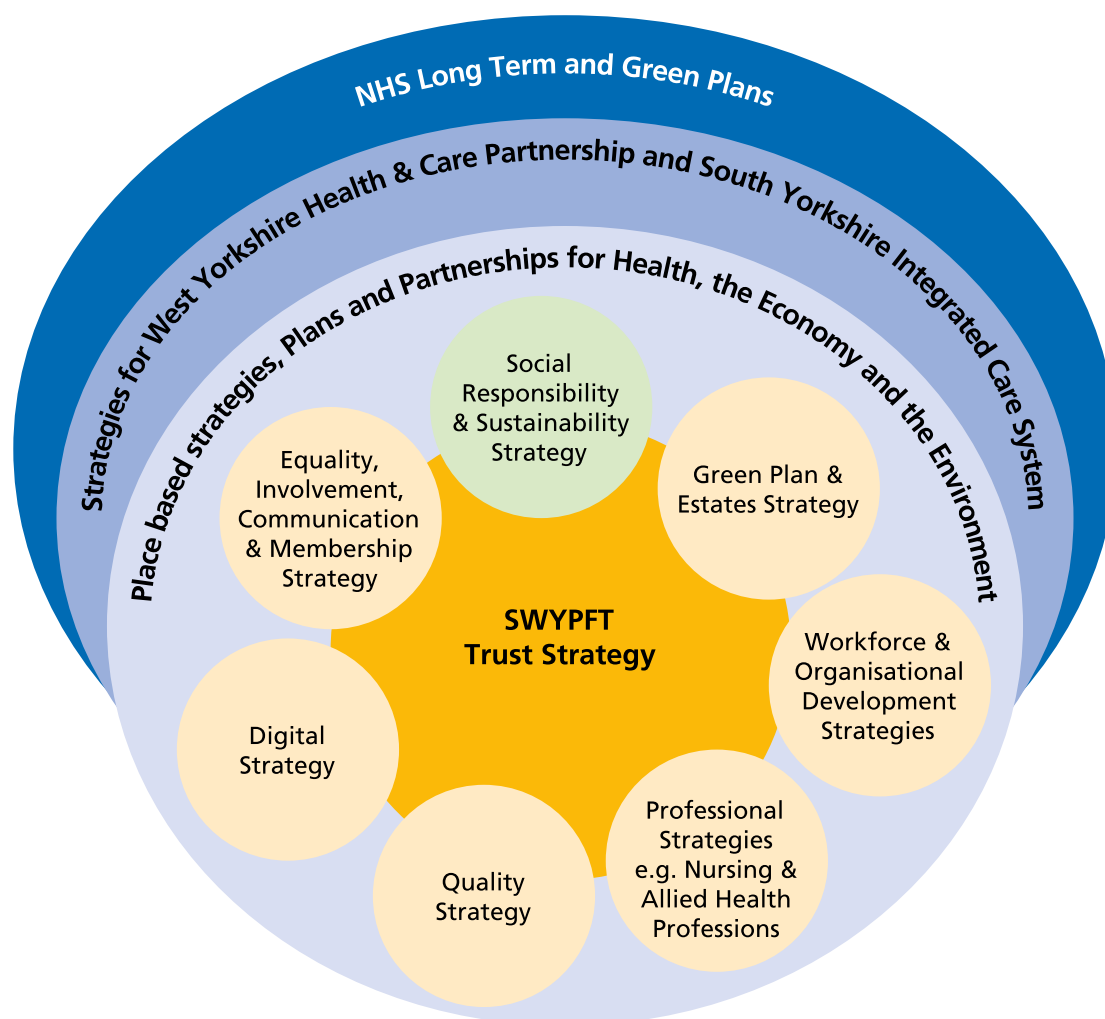 NHS Long Term and Green Plans
Strategies for West Yorkshire Health & Care Partnership and South Yorkshire Integrated Care System
Place based strategies, Plans and Partnerships for Health, the Economy and the Environment
Social
Responsibility
& Sustainability
Strategy
Equality,
Involvement,
Communication
& Membership
Strategy
Green Plan &
Estates Strategy
SWYPFT
Trust Strategy
Workforce &
Organisational
Development
Strategies
Digital
Strategy
Professional
Strategies
e.g. Nursing &
Allied Health
Professions
Quality
Strategy